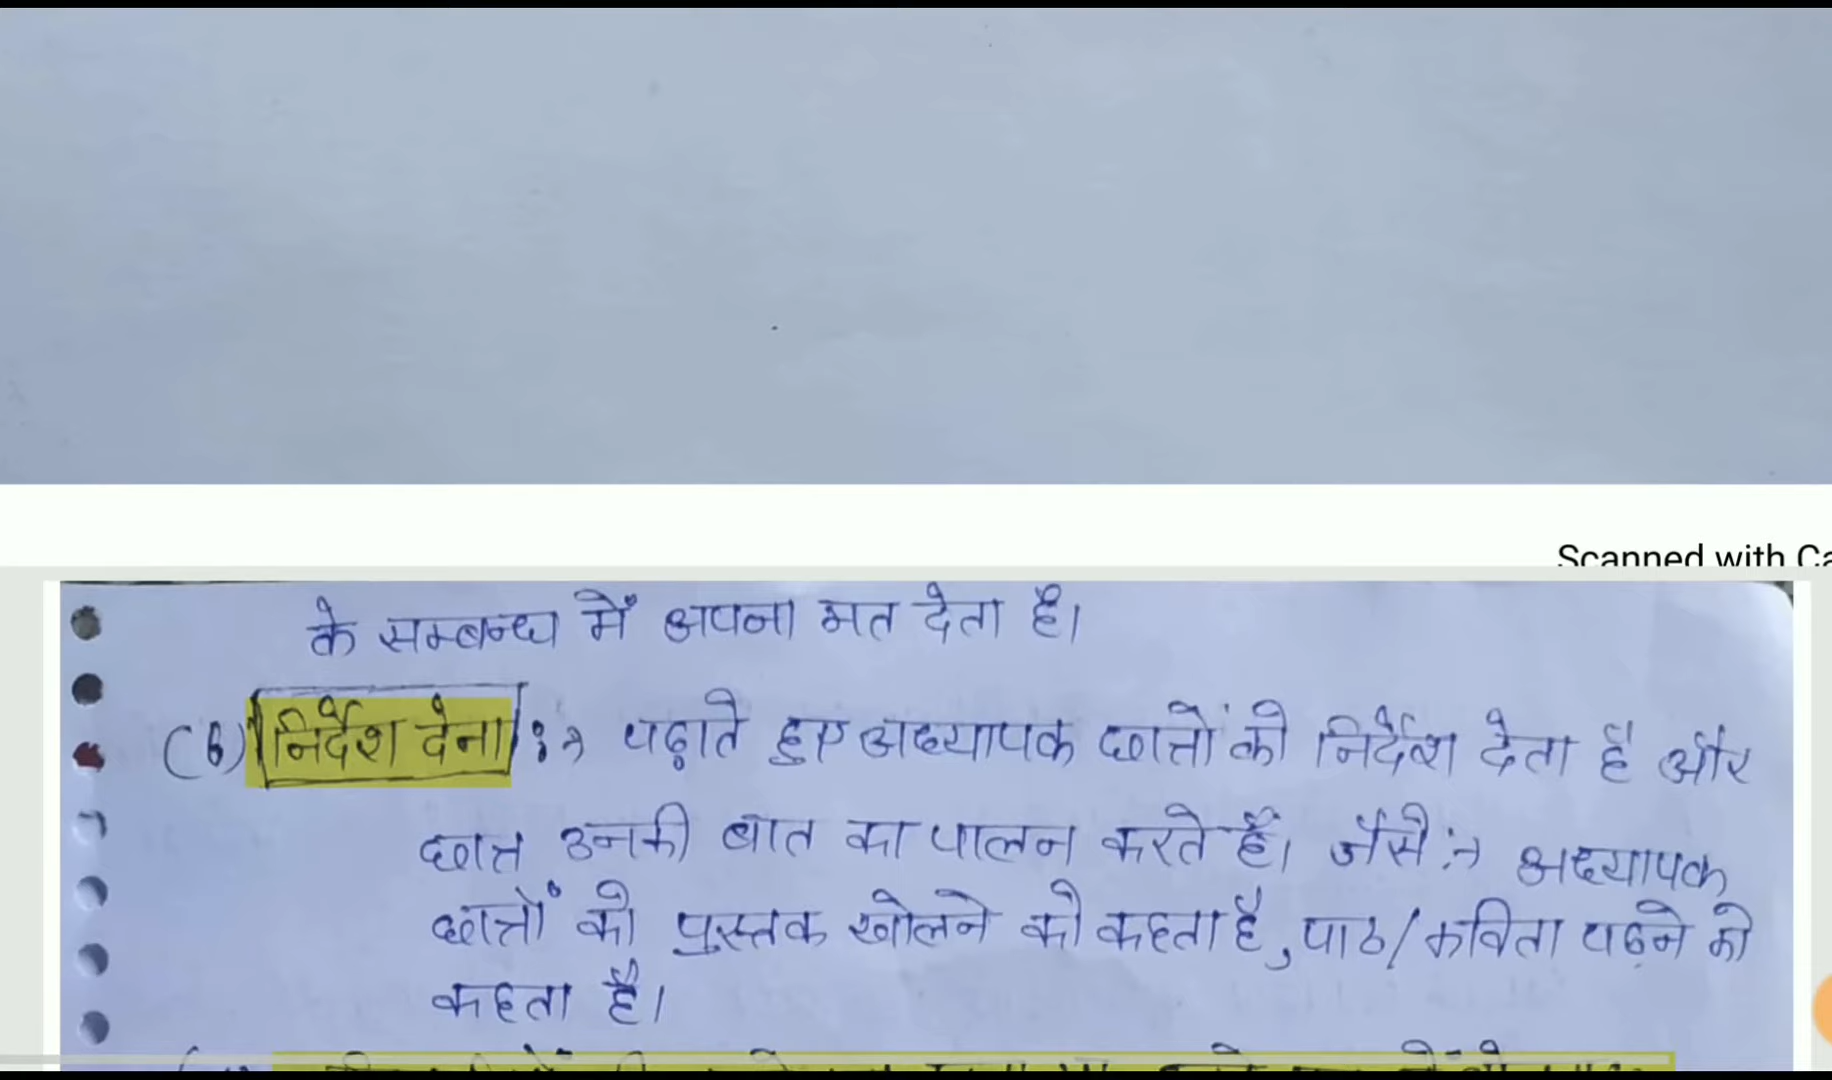 Scanned with Ca
के सम्बन्ध में अपना मत देता है।
(6) निर्देश देना :→ पढ़ाते हुए अध्यापक छात्रों को निर्देश देता है और
छात्र उनकी बात का पालन करते हैं। जैसे :→ अध्यापक
छात्रों को पुस्तक खोलने को कहता है, पाठ/कविता पढ़ने को
कहता है।